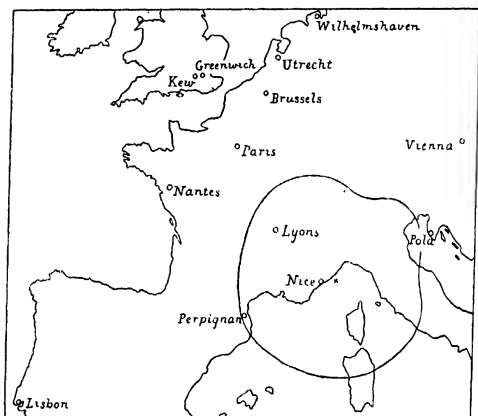 Wilhelmshaven
Utrecht
Greenwich
Kew
Brussels
Paris
Vienna
Nantes
Lyons
Pola
Nice
Perpignan
Lisbon